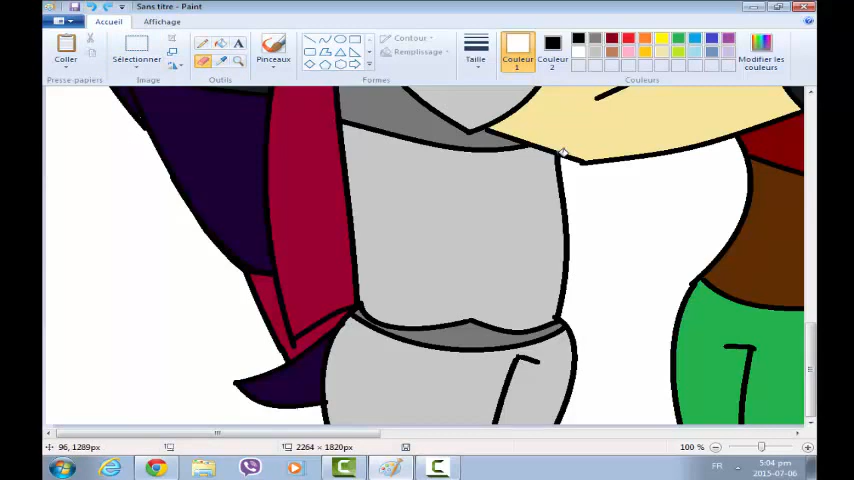 Sans titre - Paint
Accueil
Affichage
Coller
Sélectionner
Pinceaux
Contour
Remplissage
Taille
Couleur 1
Couleur 2
Modifier les couleurs
Presse-papiers
Image
Outils
Formes
Couleurs
96, 1289px
2264 × 1820px
100 %
FR
5:04 pm
2015-07-06